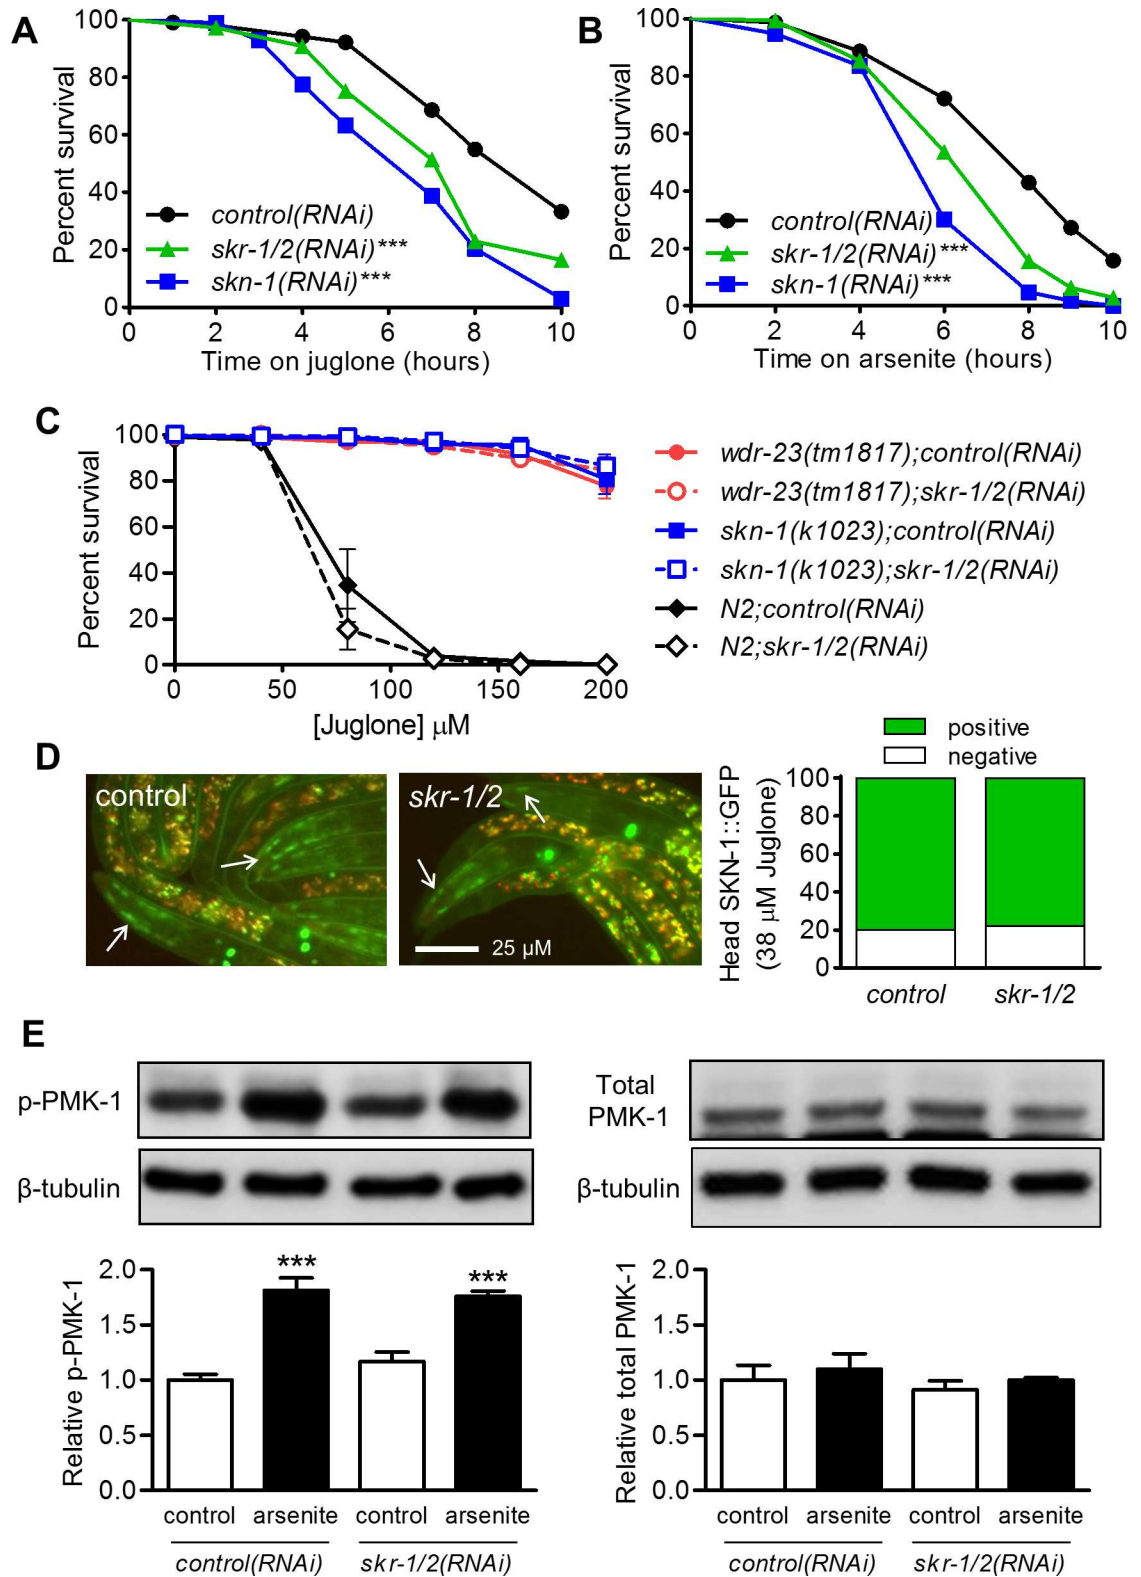 A
Percent survival
100
80
60
40
20
0
control(RNAi)
skr-1/2(RNAi)***
skn-1(RNAi)***
0 2 4 6 8 10
Time on juglone (hours)
B
Percent survival
100
80
60
40
20
0
control(RNAi)
skr-1/2(RNAi)***
skn-1(RNAi)***
0 2 4 6 8 10
Time on arsenite (hours)
C
Percent survival
100
80
60
40
20
0
0 50 100 150 200
[Juglone] μM
wdr-23(tm1817);control(RNAi)
wdr-23(tm1817);skr-1/2(RNAi)
skn-1(k1023);control(RNAi)
skn-1(k1023);skr-1/2(RNAi)
N2;control(RNAi)
N2;skr-1/2(RNAi)
D
control
skr-1/2
25 μM
positive
negative
Head SKN-1::GFP
(38 μM Juglone)
100
80
60
40
20
0
control skr-1/2
E
p-PMK-1
β-tubulin
Total
PMK-1
β-tubulin
Relative p-PMK-1
2.0
1.5
1.0
0.5
0.0
***
***
control arsenite control arsenite
control(RNAi) skr-1/2(RNAi)
Relative total PMK-1
2.0
1.5
1.0
0.5
0.0
control arsenite control arsenite
control(RNAi) skr-1/2(RNAi)